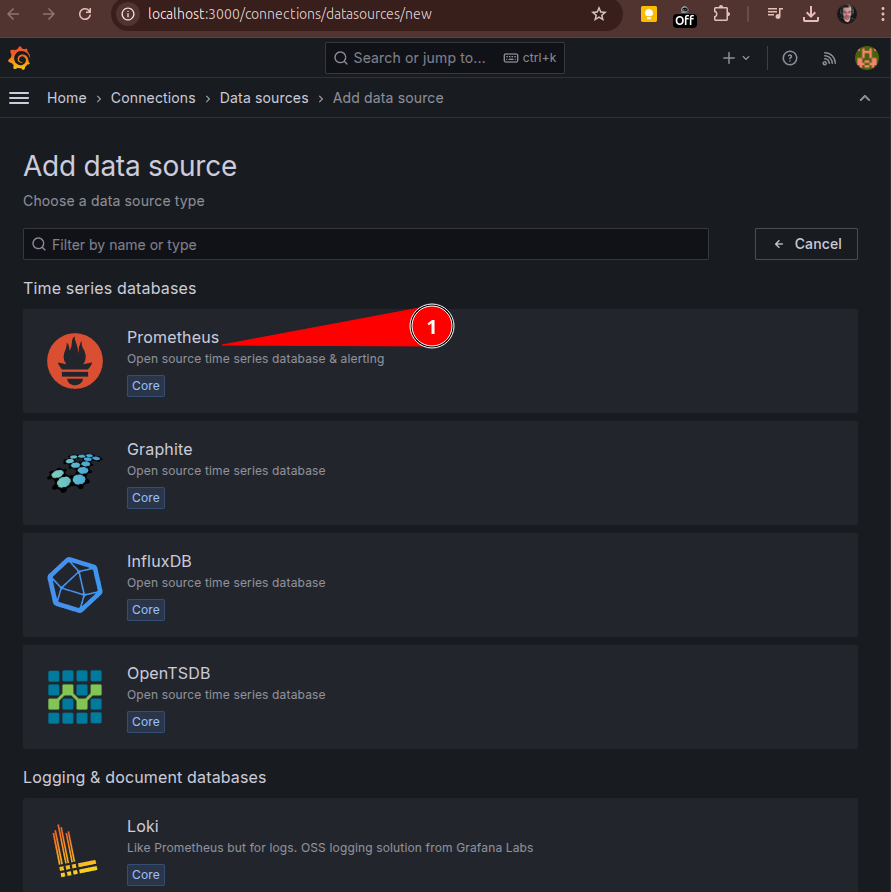 localhost:3000/connections/datasources/new
Off
Search or jump to... ctrl+k
Home › Connections › Data sources › Add data source
Add data source
Choose a data source type
Filter by name or type
Cancel
Time series databases
Prometheus
1
Open source time series database & alerting
Core
Graphite
Open source time series database
Core
InfluxDB
Open source time series database
Core
OpenTSDB
Open source time series database
Core
Logging & document databases
Loki
Like Prometheus but for logs. OSS logging solution from Grafana Labs
Core